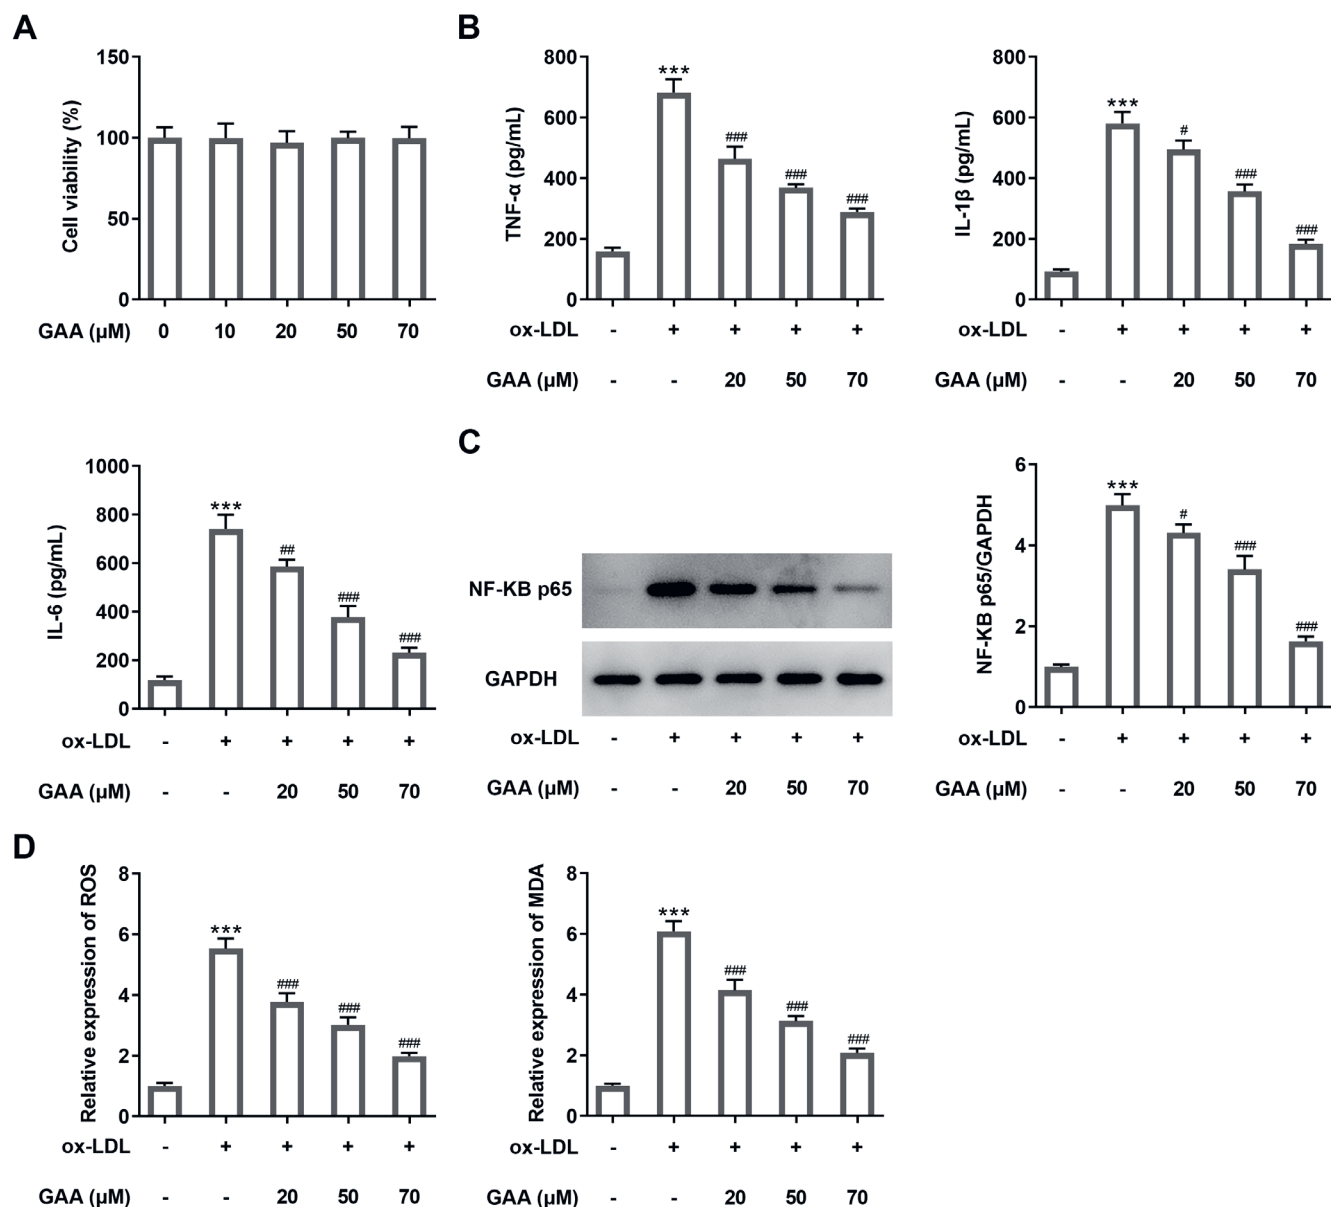 A
Cell viability (%)
150
100
50
0
GAA (μM) 0 10 20 50 70
B
TNF-α (pg/mL)
800
600
400
200
0
***
###
###
###
ox-LDL - + + + +
GAA (μM) - - 20 50 70
IL-1β (pg/mL)
800
600
400
200
0
***
#
###
###
ox-LDL - + + + +
GAA (μM) - - 20 50 70
IL-6 (pg/mL)
1000
800
600
400
200
0
***
##
###
###
ox-LDL - + + + +
GAA (μM) - - 20 50 70
C
NF-KB p65
GAPDH
ox-LDL - + + + +
GAA (μM) - - 20 50 70
NF-KB p65/GAPDH
6
4
2
0
***
#
###
###
ox-LDL - + + + +
GAA (μM) - - 20 50 70
D
Relative expression of ROS
8
6
4
2
0
***
###
###
###
ox-LDL - + + + +
GAA (μM) - - 20 50 70
Relative expression of MDA
8
6
4
2
0
***
###
###
###
ox-LDL - + + + +
GAA (μM) - - 20 50 70